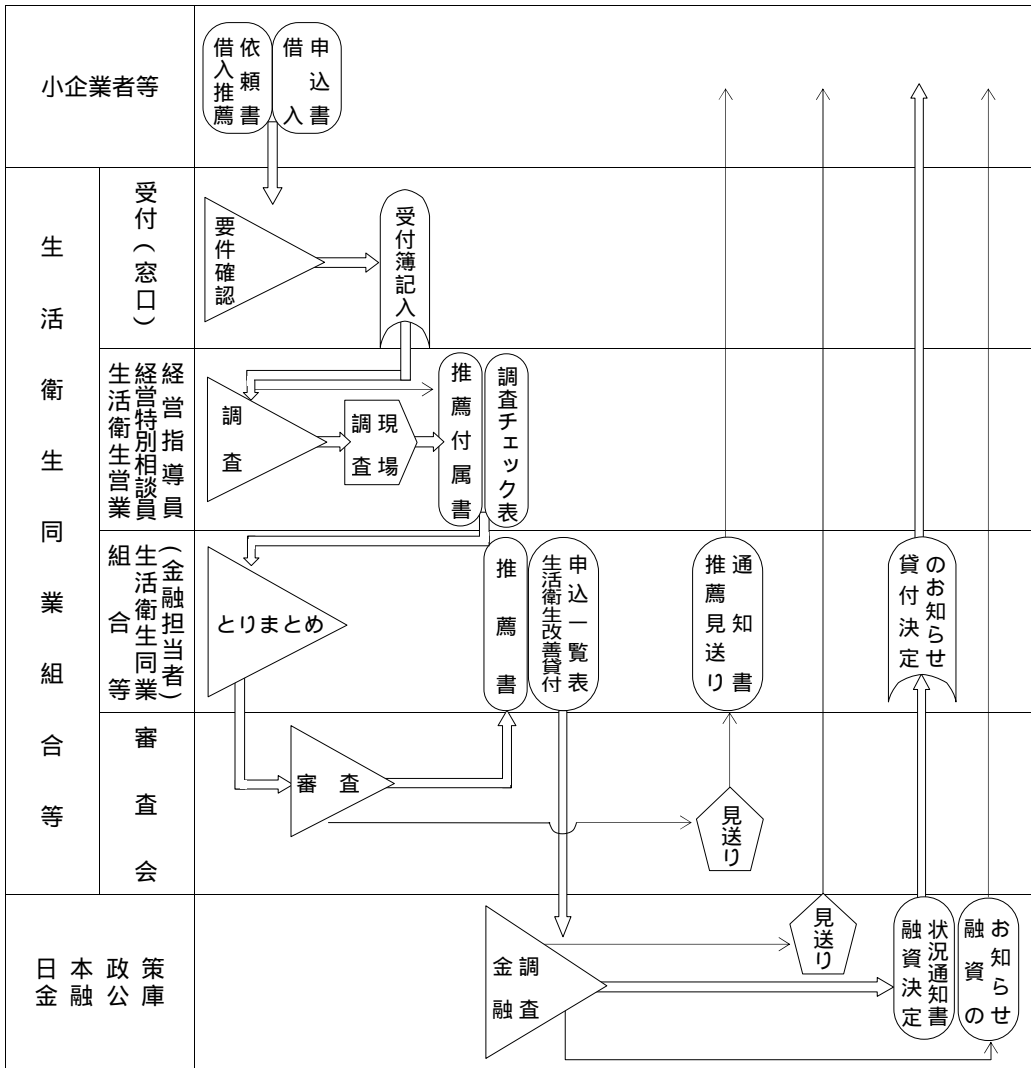 小企業者等
借入推薦
依頼書
借入
申込書
生活衛生同業組合等
受付（窓口）
要件確認
受付簿記入
経営指導員
経営特別相談員
生活衛生営業
調査
現場
調査
推薦付属書
調査チェック表
（金融担当者）
生活衛生同業
組合等
とりまとめ
推薦書
申込一覧表
生活衛生改善貸付
推薦見送り
通知書
貸付決定
のお知らせ
審査会
審査
見送り
日本政策
金融公庫
金融
調査
見送り
融資決定
状況通知書
融資の
お知らせ